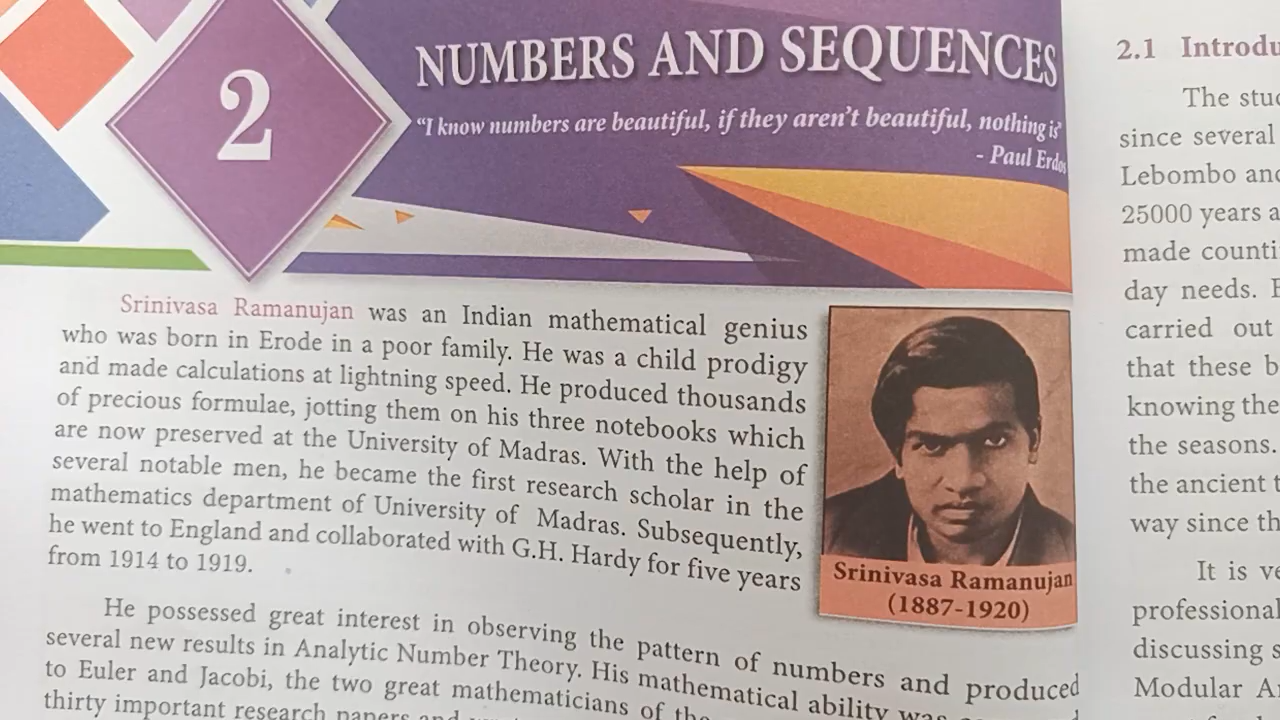 2
NUMBERS AND SEQUENCES
“I know numbers are beautiful, if they aren’t beautiful, nothing is”
- Paul Erdos
Srinivasa Ramanujan was an Indian mathematical genius
who was born in Erode in a poor family. He was a child prodigy
and made calculations at lightning speed. He produced thousands
of precious formulae, jotting them on his three notebooks which
are now preserved at the University of Madras. With the help of
several notable men, he became the first research scholar in the
mathematics department of University of Madras. Subsequently,
he went to England and collaborated with G.H. Hardy for five years
from 1914 to 1919.
Srinivasa Ramanujan
(1887-1920)
He possessed great interest in observing the pattern of numbers and produced
several new results in Analytic Number Theory. His mathematical ability was
to Euler and Jacobi, the two great mathematicians of the
thirty important research papers and
2.1 Introdu
The stud
since several
Lebombo and
25000 years a
made counti
day needs.
carried out
that these b
knowing the
the seasons.
the ancient t
way since th
It is ve
professional
discussing s
Modular Ar